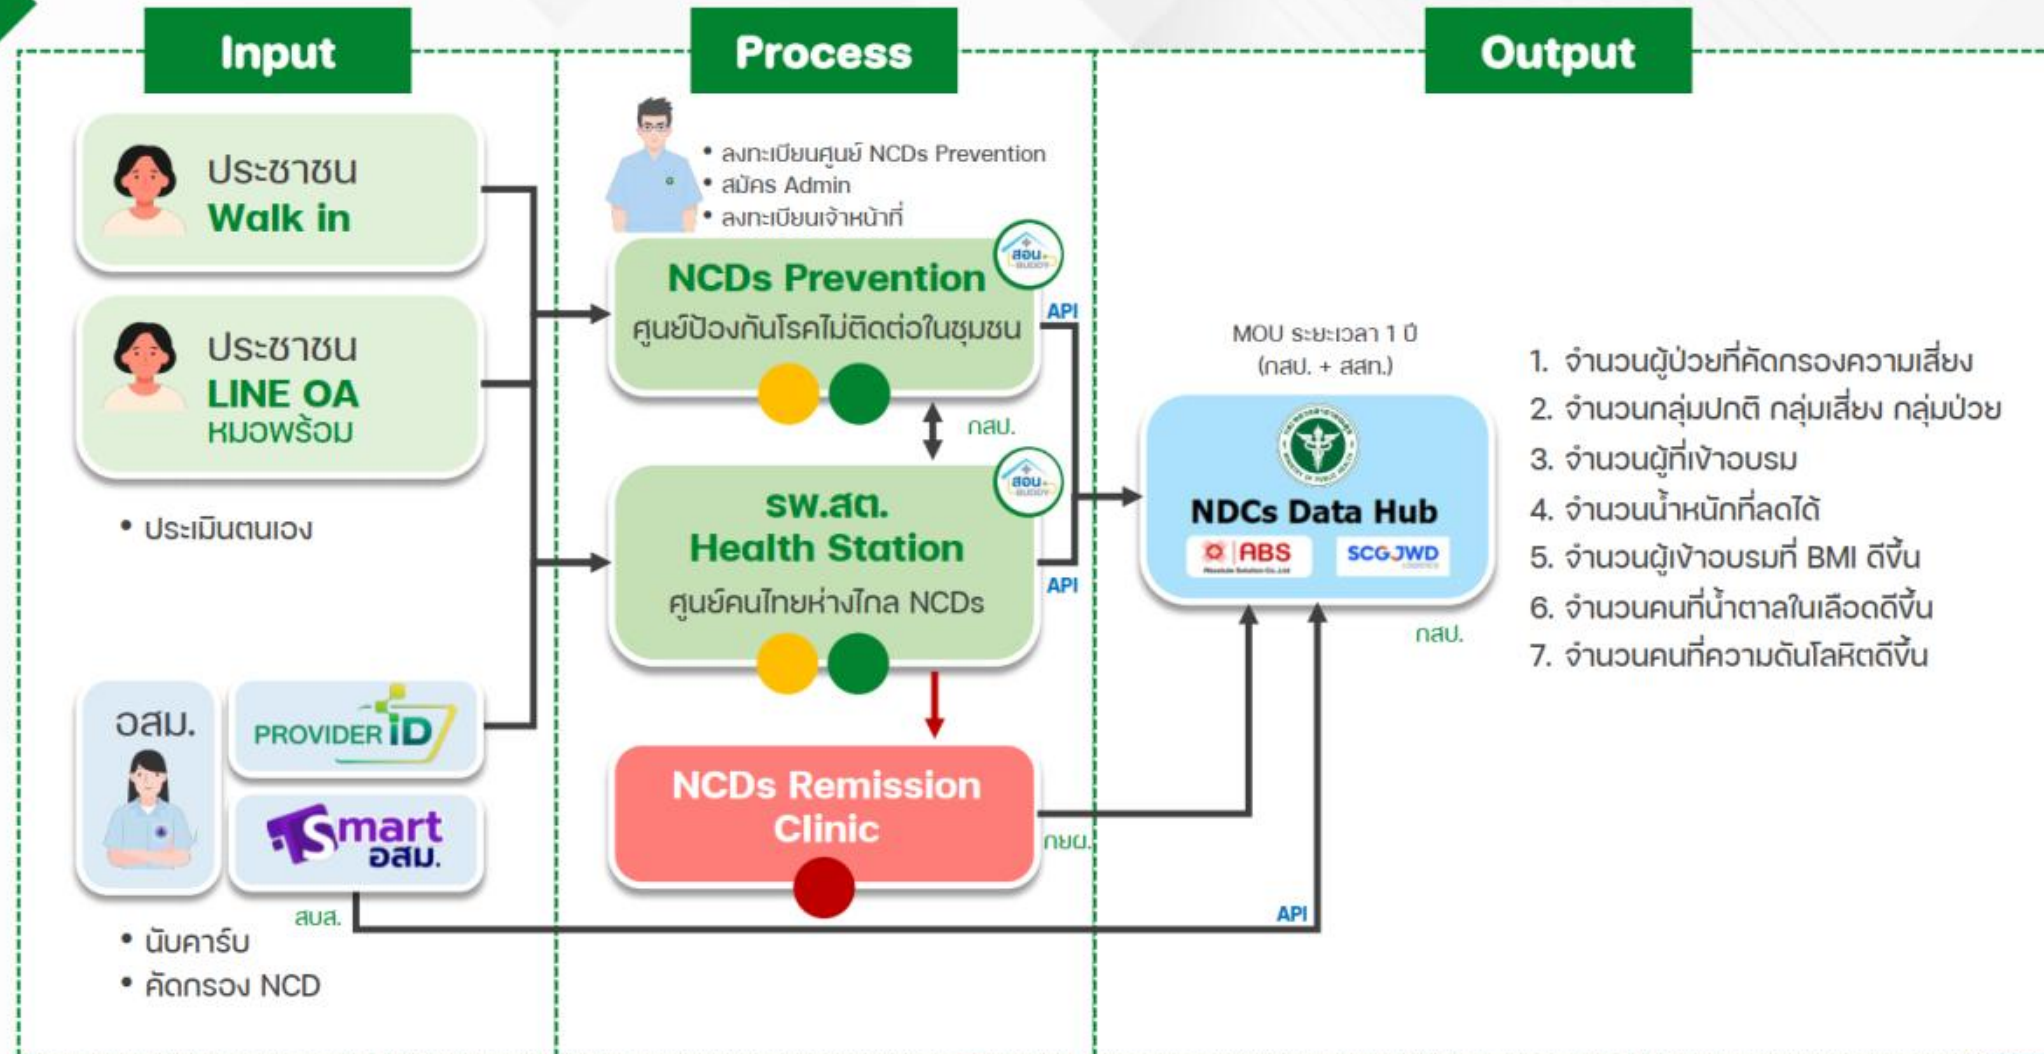 Input
ประชาชน
Walk in
ประชาชน
LINE OA
หมอพร้อม
• ประเมินตนเอง
อสม.
PROVIDER iD
Smart
อสม.
สบส.
• นับคาร์บ
• คัดกรอง NCD
Process
• ลงทะเบียนศูนย์ NCDs Prevention
• สมัคร Admin
• ลงทะเบียนเจ้าหน้าที่
สอน
BUDDY
NCDs Prevention
ศูนย์ป้องกันโรคไม่ติดต่อในชุมชน
API
กสป.
สอน
BUDDY
รพ.สต.
Health Station
ศูนย์คนไทยห่างไกล NCDs
API
NCDs Remission
Clinic
กยผ.
API
Output
MOU ระยะเวลา 1 ปี
(กสป. + สสท.)
NDCs Data Hub
ABS
Absolute Solution Co.,Ltd
SCGJWD
LOGISTICS
กสป.
1. จำนวนผู้ป่วยที่คัดกรองความเสี่ยง
2. จำนวนกลุ่มปกติ กลุ่มเสี่ยง กลุ่มป่วย
3. จำนวนผู้ที่เข้าอบรม
4. จำนวนน้ำหนักที่ลดได้
5. จำนวนผู้เข้าอบรมที่ BMI ดีขึ้น
6. จำนวนคนที่น้ำตาลในเลือดดีขึ้น
7. จำนวนคนที่ความดันโลหิตดีขึ้น